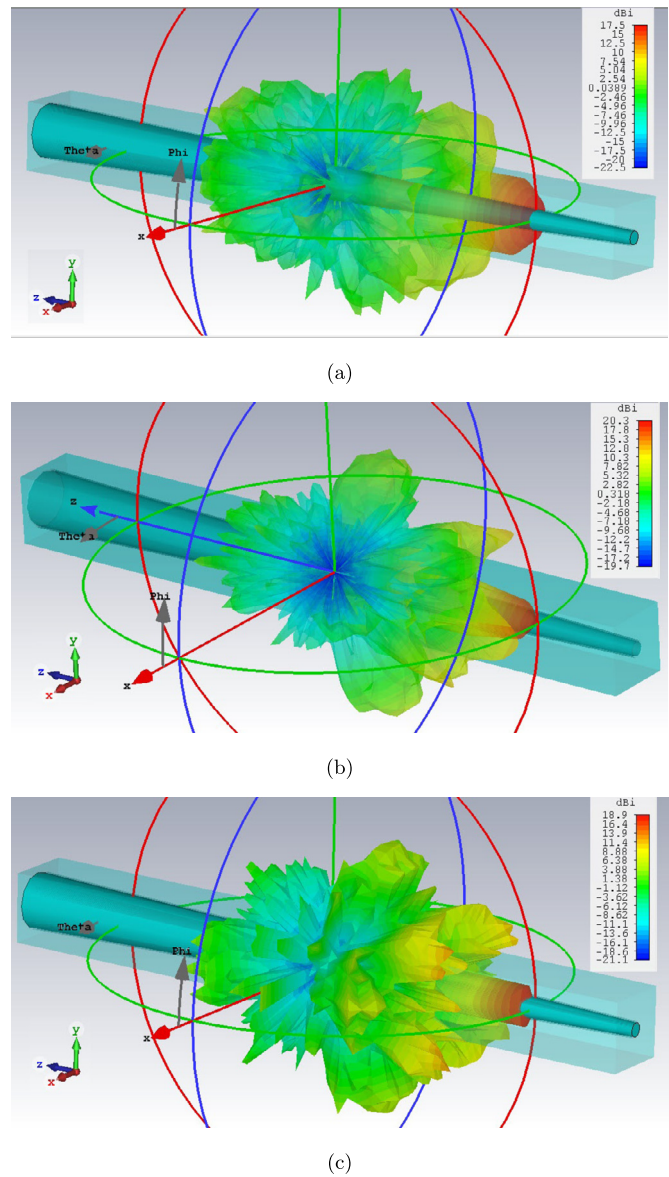 dBi
17.5
15
12.5
10
7.54
5.04
2.54
0.0389
-2.46
-4.96
-7.46
-9.96
-12.5
-15
-17.5
-20
-22.5
Theta
Phi
x
y
z
x
(a)
dBi
20.3
17.8
15.3
12.8
10.3
7.82
5.32
2.82
0.318
-2.18
-4.68
-7.18
-9.68
-12.2
-14.7
-17.2
-19.7
z
Theta
Phi
x
y
z
x
(b)
dBi
18.9
16.4
13.9
11.4
8.88
6.38
3.88
1.38
-1.12
-3.62
-6.12
-8.62
-11.1
-13.6
-16.1
-18.6
-21.1
Theta
Phi
x
y
z
x
(c)